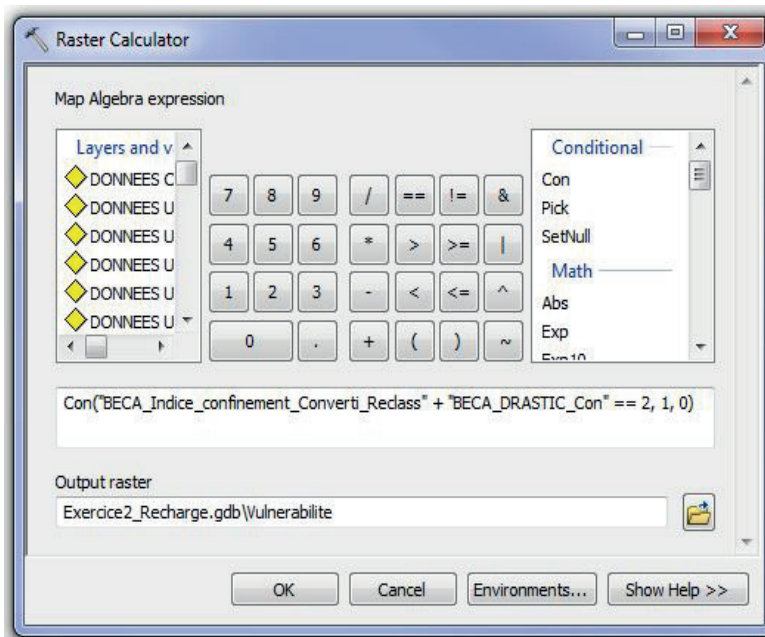 Raster Calculator
Map Algebra expression
Layers and v
DONNEES C
DONNEES U
DONNEES U
DONNEES U
DONNEES U
DONNEES U
7 8 9 / == != &
4 5 6 * > >= |
1 2 3 - < <= ^
0 . + ( ) ~
Conditional
Con
Pick
SetNull
Math
Abs
Exp
Exp10
Con("BECA_Indice_confinement_Converti_Reclass" + "BECA_DRASTIC_Con" == 2, 1, 0)
Output raster
Exercice2_Recharge.gdb\Vulnerabilite
OK Cancel Environments... Show Help >>